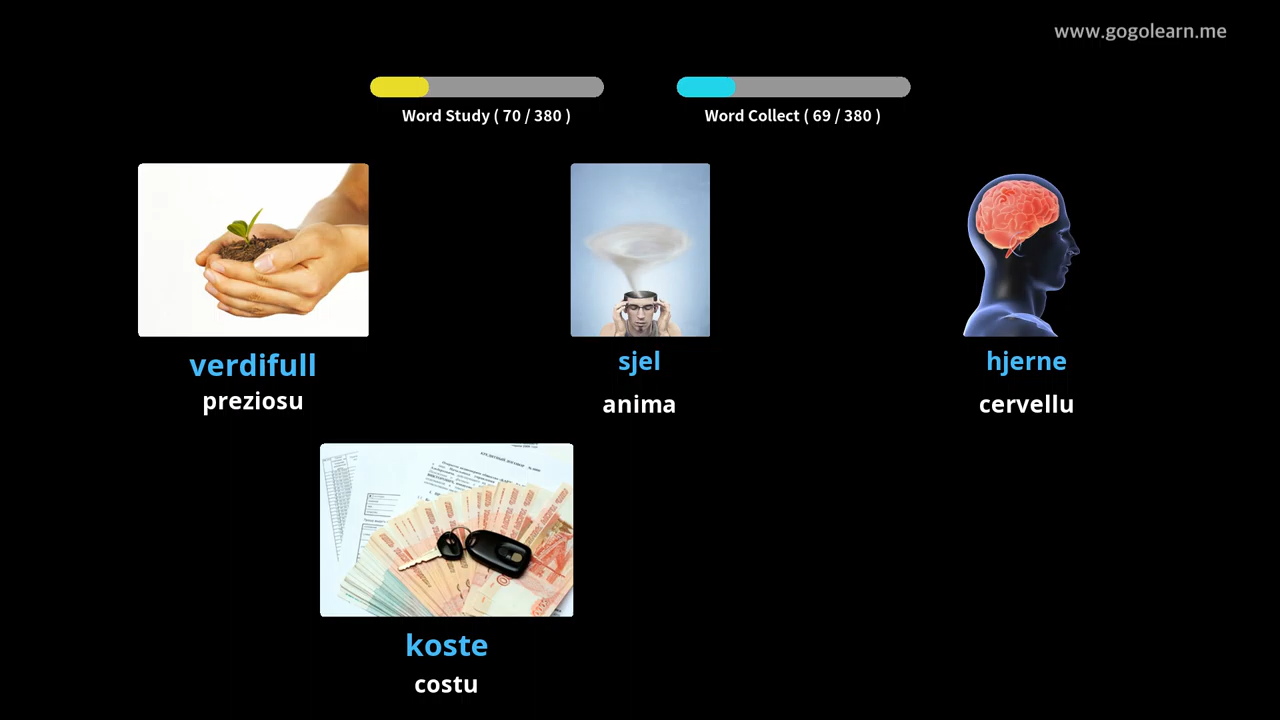 www.gogolearn.me
Word Study ( 70 / 380 )
Word Collect ( 69 / 380 )
verdifull
preziosu
sjel
anima
hjerne
cervellu
koste
costu